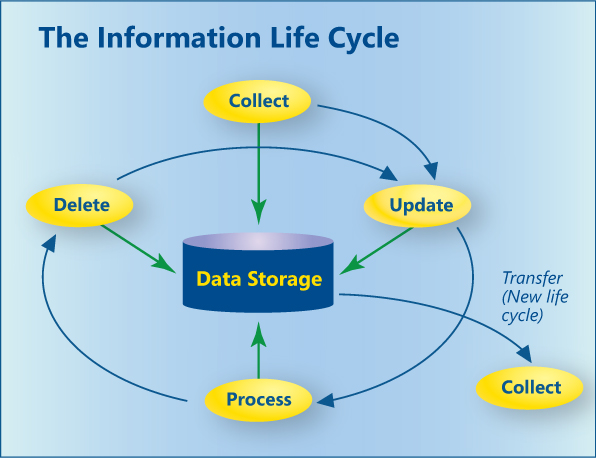 The Information Life Cycle
Collect
Delete
Update
Data Storage
Transfer
(New life
cycle)
Process
Collect